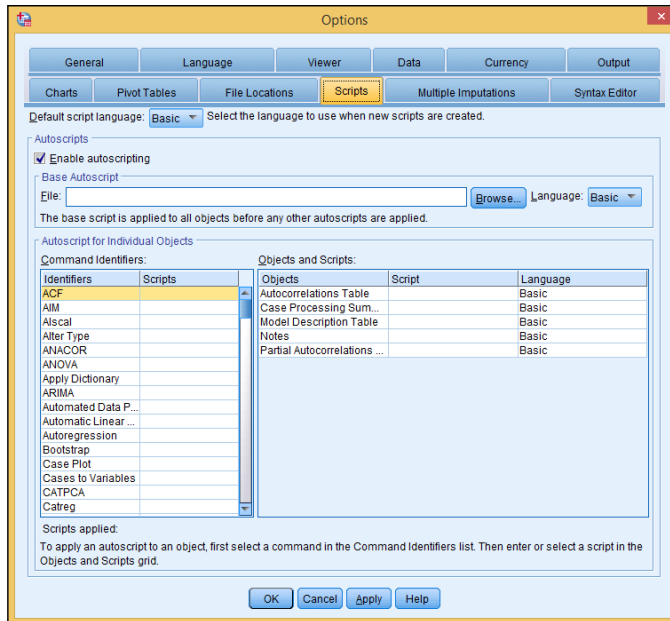 Options
General Language Viewer Data Currency Output
Charts Pivot Tables File Locations Scripts Multiple Imputations Syntax Editor
Default script language: Basic Select the language to use when new scripts are created.
Autoscripts
Enable autoscripting
Base Autoscript
File: Browse... Language: Basic
The base script is applied to all objects before any other autoscripts are applied.
Autoscript for Individual Objects
Command Identifiers: Objects and Scripts:
Identifiers Scripts Objects Script Language
ACF Autocorrelations Table Basic
AIM Case Processing Sum... Basic
Alscal Model Description Table Basic
Alter Type Notes Basic
ANACOR Partial Autocorrelations ... Basic
ANOVA
Apply Dictionary
ARIMA
Automated Data P...
Automatic Linear ...
Autoregression
Bootstrap
Case Plot
Cases to Variables
CATPCA
Catreg
Scripts applied:
To apply an autoscript to an object, first select a command in the Command Identifiers list. Then enter or select a script in the
Objects and Scripts grid.
OK Cancel Apply Help